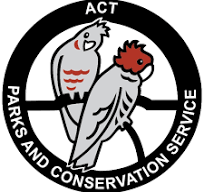 ACT
PARKS AND CONSERVATION SERVICE